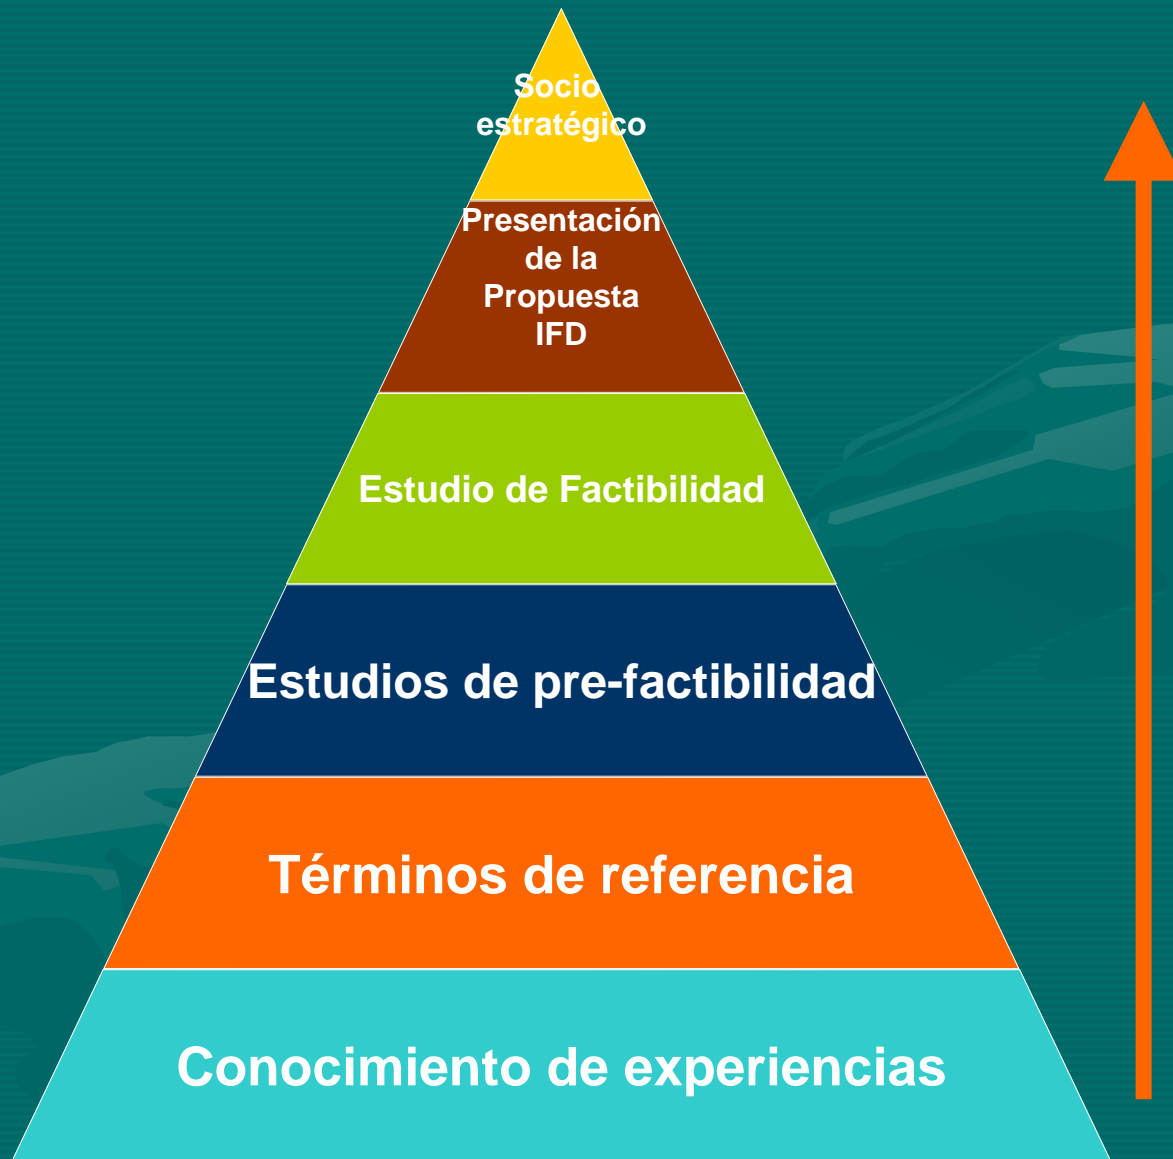 Socio
estratégico
Presentación
de la
Propuesta
IFD
Estudio de Factibilidad
Estudios de pre-factibilidad
Términos de referencia
Conocimiento de experiencias